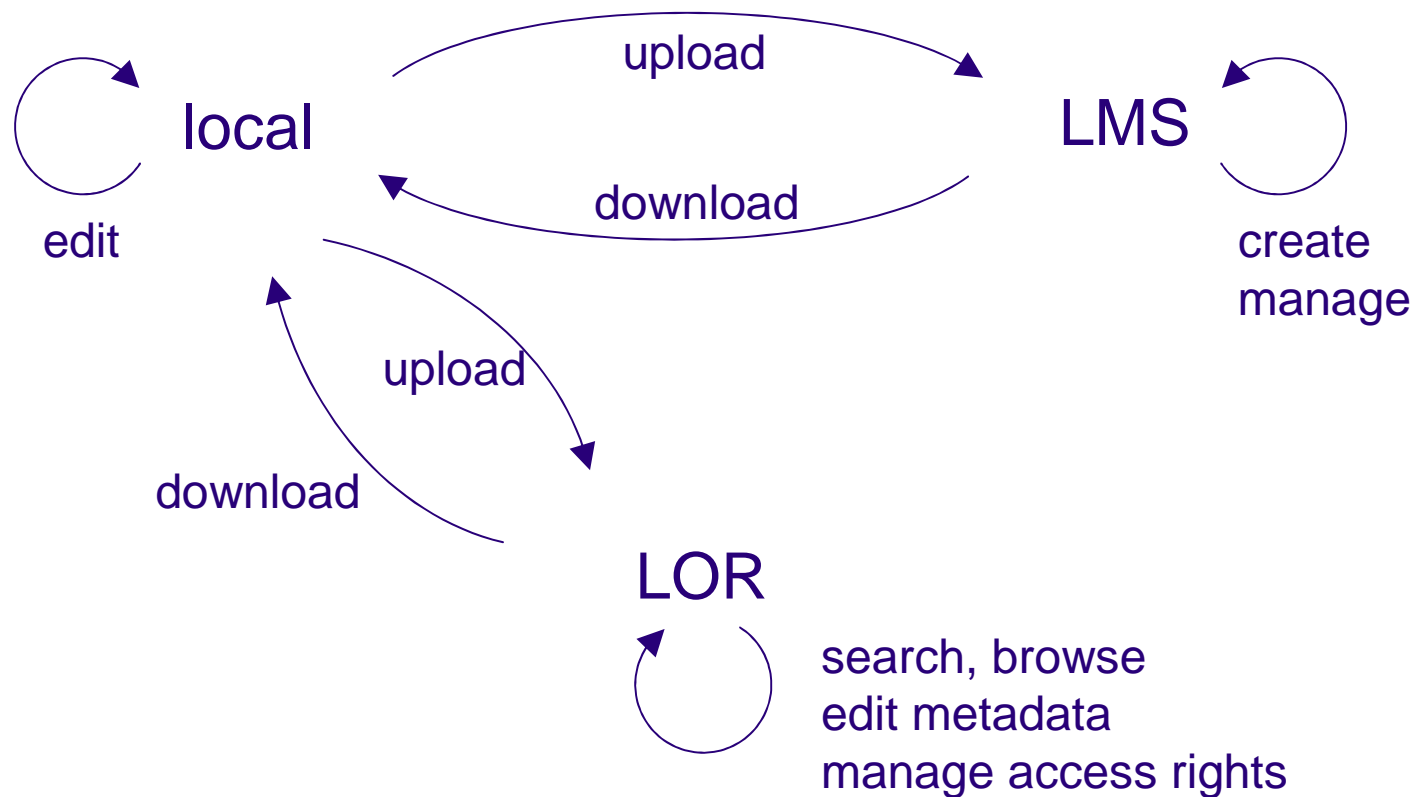 upload
local
LMS
download
edit
create
manage
upload
download
LOR
search, browse
edit metadata
manage access rights